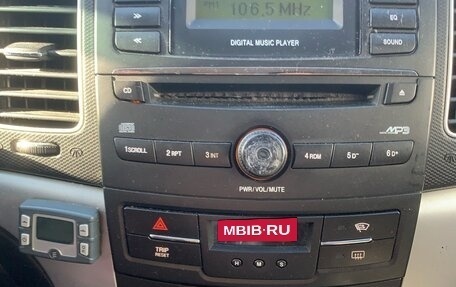 FM1 106.5 MHz
EQ
DIGITAL MUSIC PLAYER
SOUND
CD
MP3
1 SCROLL
2 RPT
3 INT
4 RDM
5 D-
6 D+
PWR/VOL/MUTE
MBIB·RU
TRIP
RESET
H
M
S